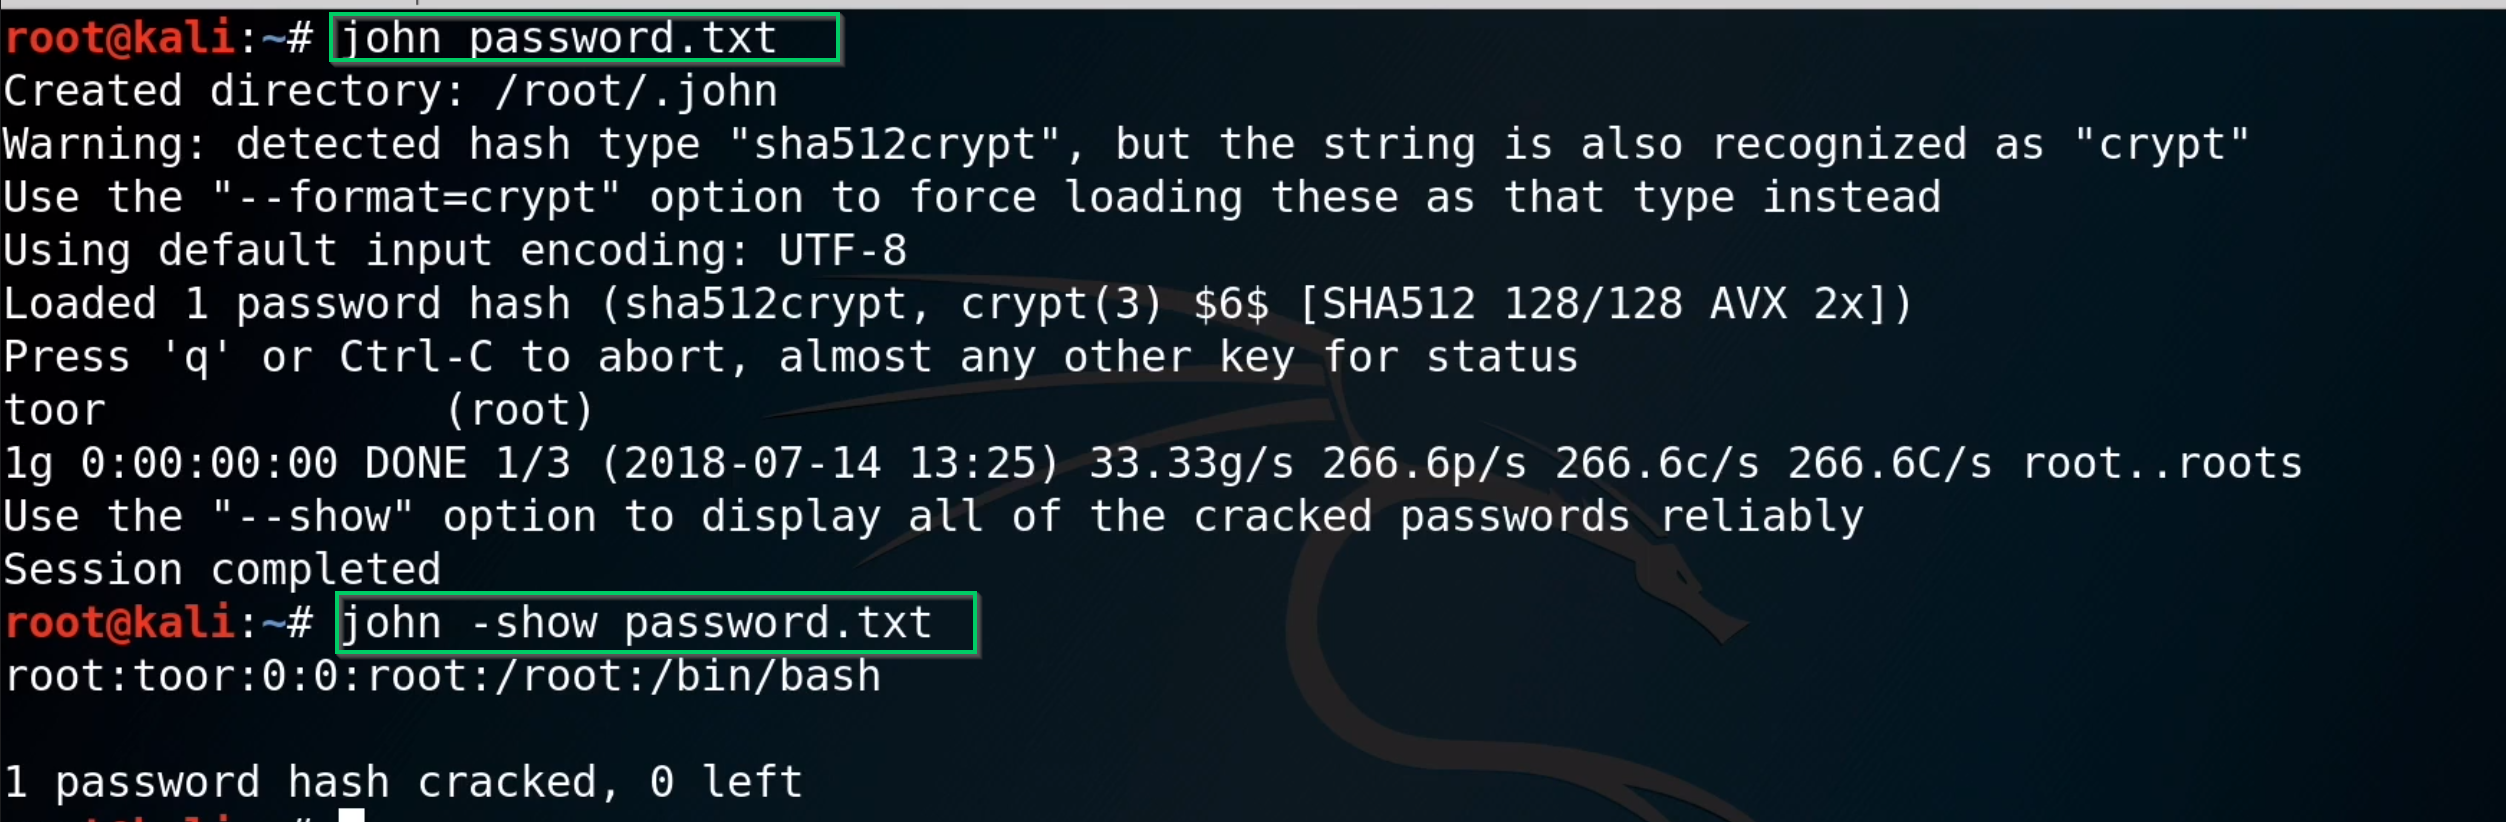 root@kali:~# john password.txt
Created directory: /root/.john
Warning: detected hash type "sha512crypt", but the string is also recognized as "crypt"
Use the "--format=crypt" option to force loading these as that type instead
Using default input encoding: UTF-8
Loaded 1 password hash (sha512crypt, crypt(3) $6$ [SHA512 128/128 AVX 2x])
Press 'q' or Ctrl-C to abort, almost any other key for status
toor             (root)
1g 0:00:00:00 DONE 1/3 (2018-07-14 13:25) 33.33g/s 266.6p/s 266.6c/s 266.6C/s root..roots
Use the "--show" option to display all of the cracked passwords reliably
Session completed
root@kali:~# john -show password.txt
root:toor:0:0:root:/root:/bin/bash
1 password hash cracked, 0 left